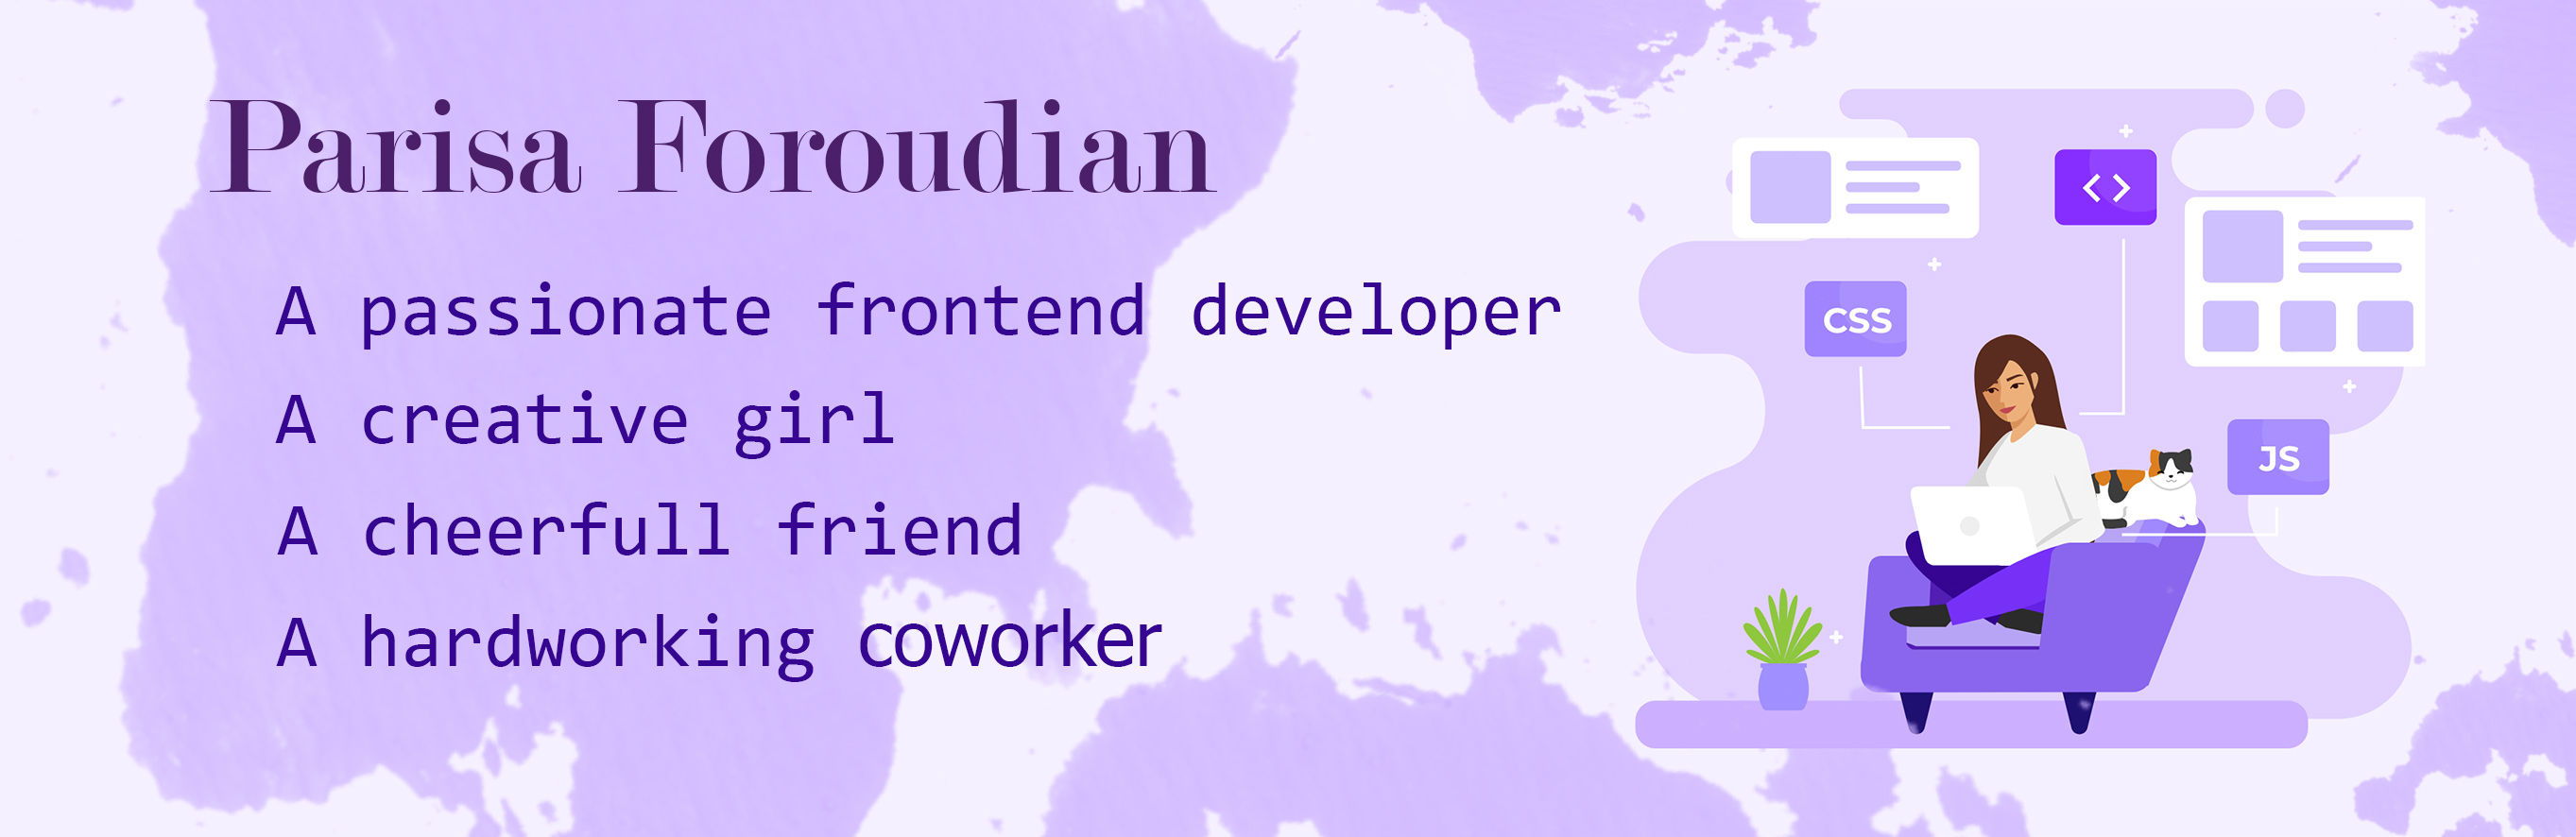 Parisa Foroudian
A passionate frontend developer
A creative girl
A cheerfull friend
A hardworking coworker
< >
CSS
JS